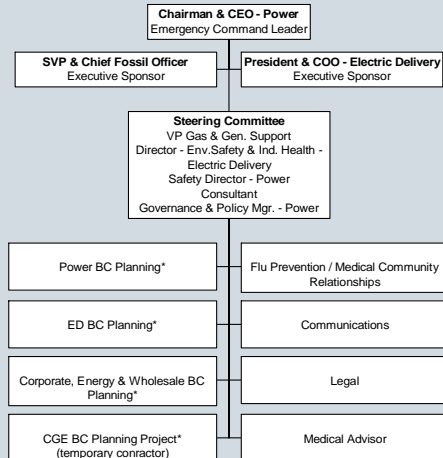 Chairman & CEO - Power
Emergency Command Leader
SVP & Chief Fossil Officer
Executive Sponsor
President & COO - Electric Delivery
Executive Sponsor
Steering Committee
VP Gas & Gen. Support
Director - Env.Safety & Ind. Health -
Electric Delivery
Safety Director - Power
Consultant
Governance & Policy Mgr. - Power
Power BC Planning*
Flu Prevention / Medical Community
Relationships
ED BC Planning*
Communications
Corporate, Energy & Wholesale BC
Planning*
Legal
CGE BC Planning Project*
(temporary conractor)
Medical Advisor